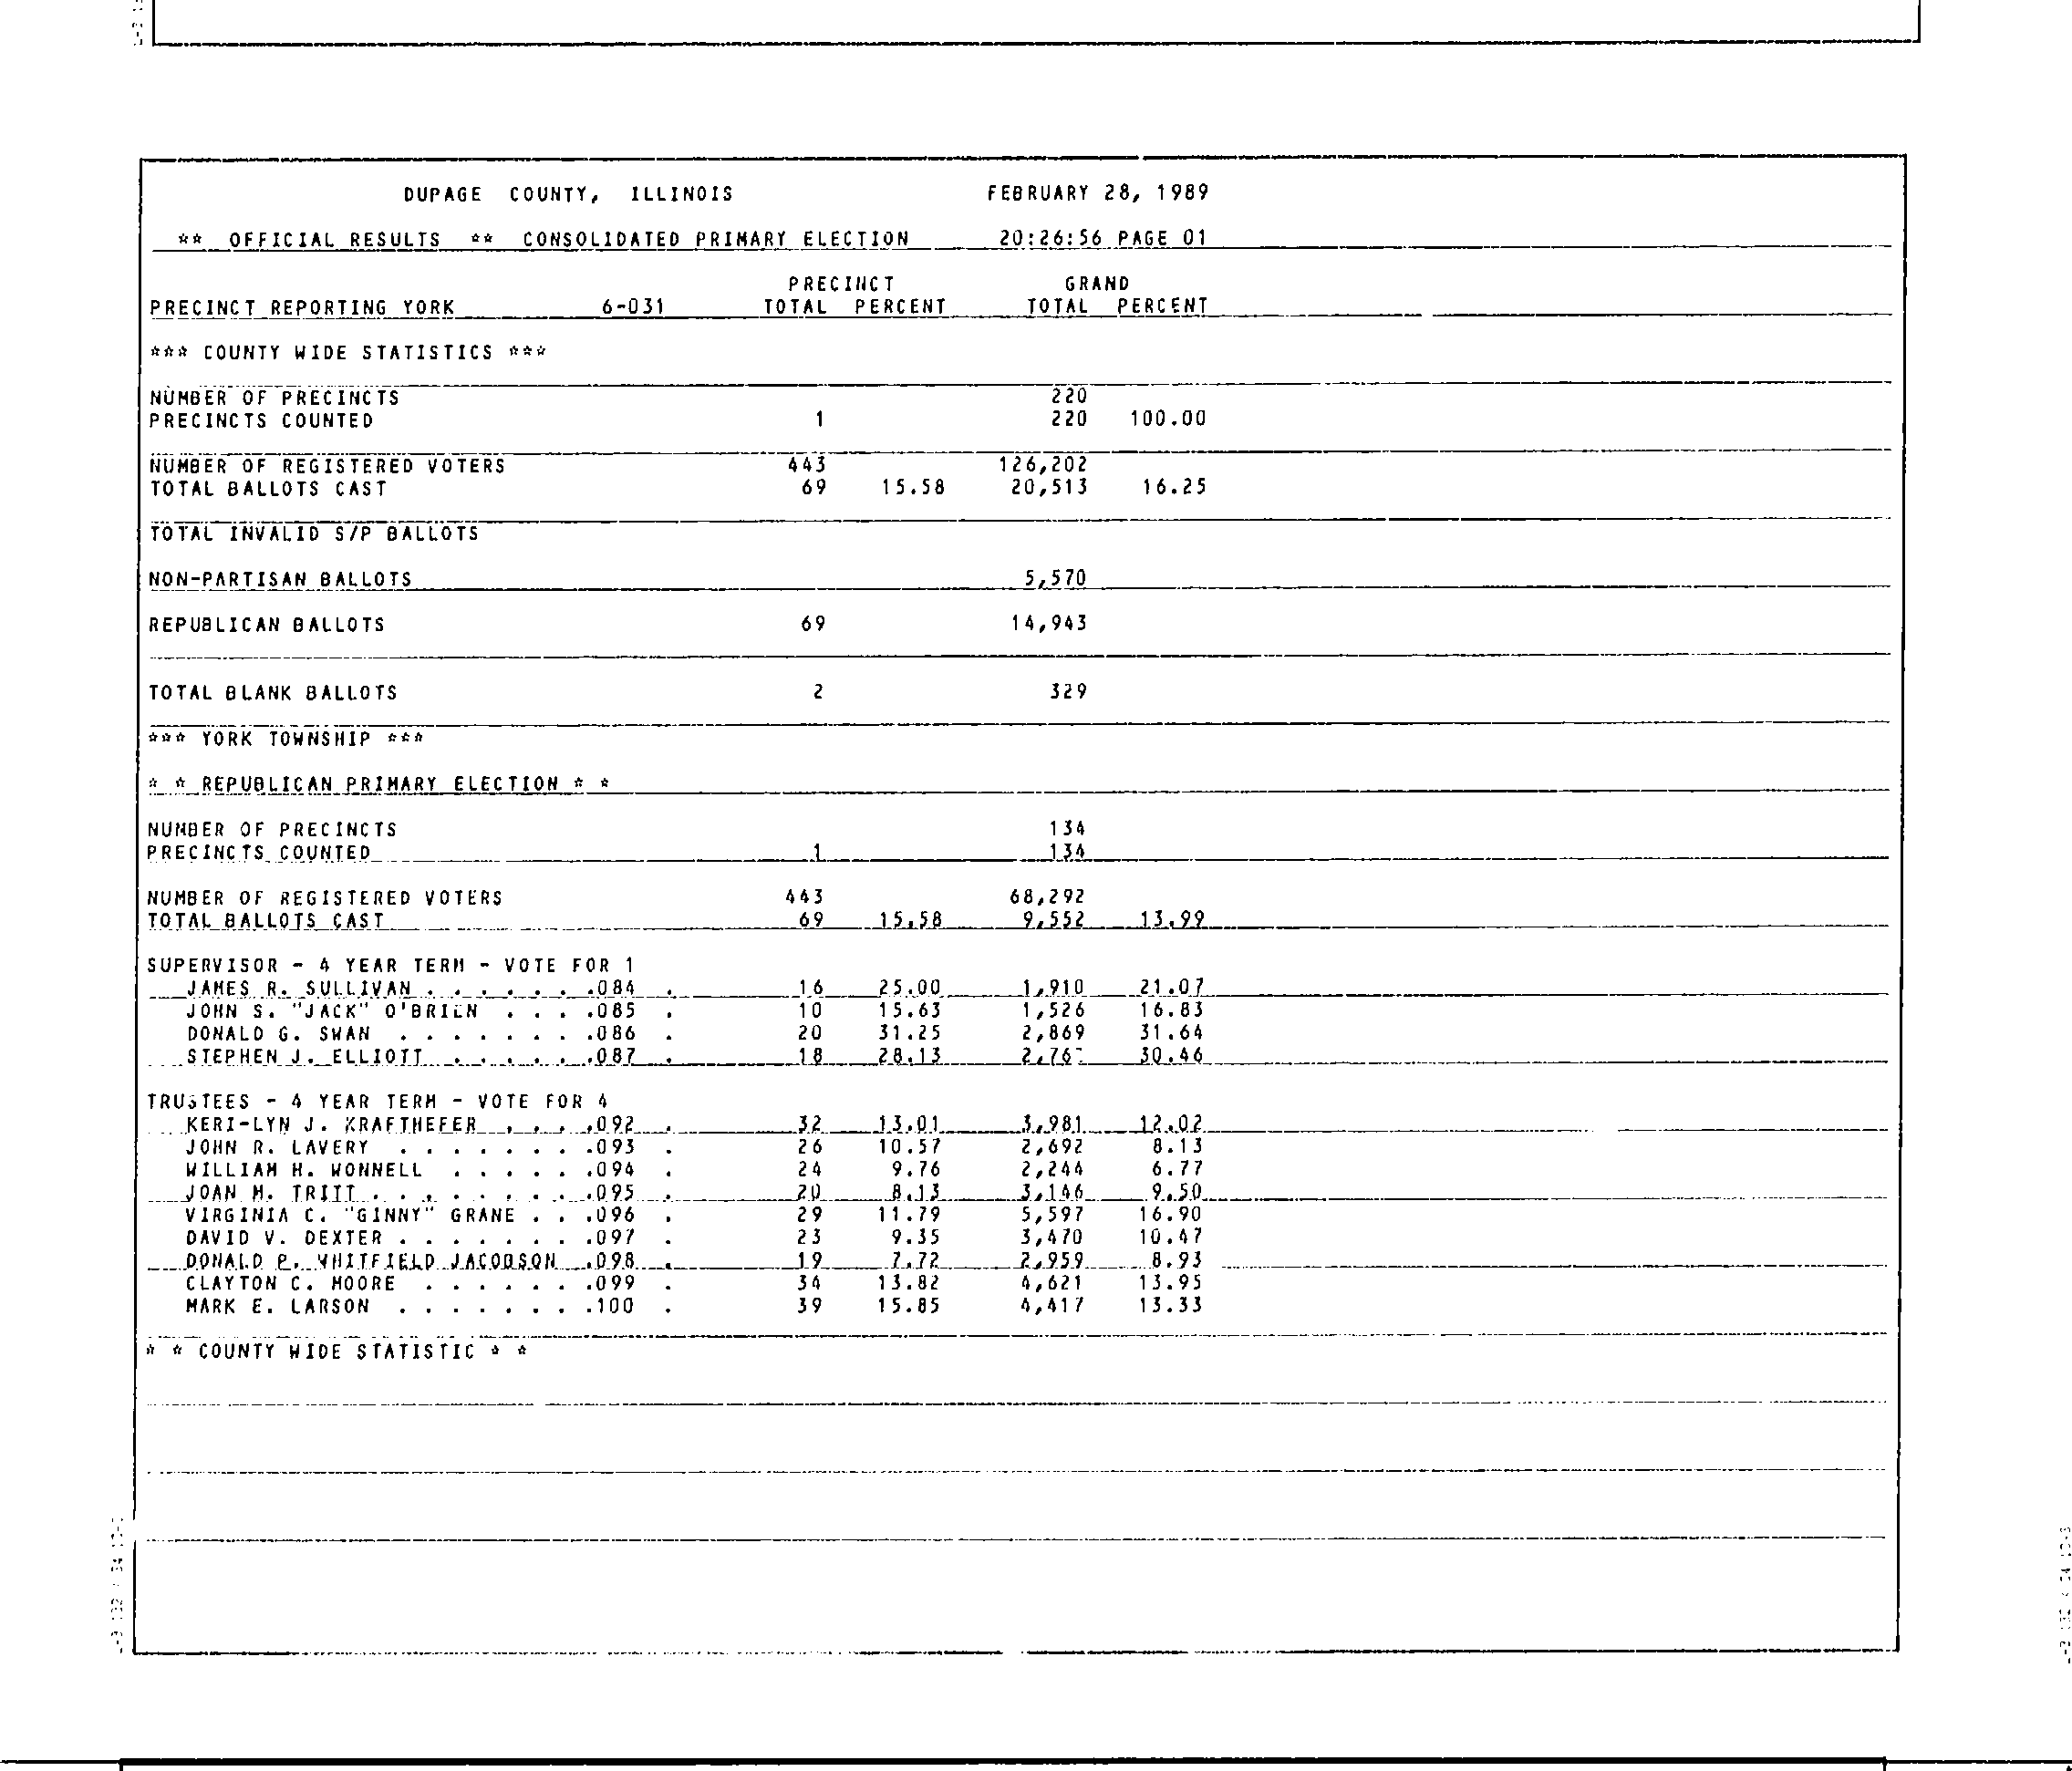 DUPAGE COUNTY, ILLINOIS FEBRUARY 28, 1989
** OFFICIAL RESULTS ** CONSOLIDATED PRIMARY ELECTION 20:26:56 PAGE 01
PRECINCT GRAND
PRECINCT REPORTING YORK 6-031 TOTAL PERCENT TOTAL PERCENT
*** COUNTY WIDE STATISTICS ***
NUMBER OF PRECINCTS 220
PRECINCTS COUNTED 1 220 100.00
NUMBER OF REGISTERED VOTERS 443 126,202
TOTAL BALLOTS CAST 69 15.58 20,513 16.25
TOTAL INVALID S/P BALLOTS
NON-PARTISAN BALLOTS 5,570
REPUBLICAN BALLOTS 69 14,943
TOTAL BLANK BALLOTS 2 329
*** YORK TOWNSHIP ***
* * REPUBLICAN PRIMARY ELECTION * *
NUMBER OF PRECINCTS 134
PRECINCTS COUNTED 1 134
NUMBER OF REGISTERED VOTERS 443 68,292
TOTAL BALLOTS CAST 69 15.58 9,552 13.99
SUPERVISOR - 4 YEAR TERM - VOTE FOR 1
JAMES R. SULLIVAN . . . . . . .084 . 16 25.00 1,910 21.07
JOHN S. "JACK" O'BRIEN . . . .085 . 10 15.63 1,526 16.83
DONALD G. SWAN . . . . . . . .086 . 20 31.25 2,869 31.64
STEPHEN J. ELLIOTT . . . . . .087 . 18 28.13 30.46
TRUSTEES - 4 YEAR TERM - VOTE FOR 4
KERI-LYN J. KRAFTHEFER . . . .092 . 32 13.01 3,981 12.02
JOHN R. LAVERY . . . . . . . .093 . 26 10.57 2,692 8.13
WILLIAM H. WONNELL . . . . . .094 . 24 9.76 2,244 6.77
JOAN M. TRITT . . . . . . . . .095 . 20 8.13 3,146 9.50
VIRGINIA C. "GINNY" GRANE . . .096 . 29 11.79 5,597 16.90
DAVID V. DEXTER . . . . . . . .097 . 23 9.35 3,470 10.47
DONALD P. WHITFIELD JACOBSON .098 . 19 7.72 2,959 8.93
CLAYTON C. MOORE . . . . . . .099 . 34 13.82 4,621 13.95
MARK E. LARSON . . . . . . . .100 . 39 15.85 4,417 13.33
* * COUNTY WIDE STATISTIC * *